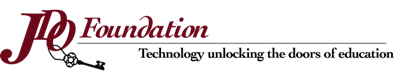 JDO Foundation
Technology unlocking the doors of education